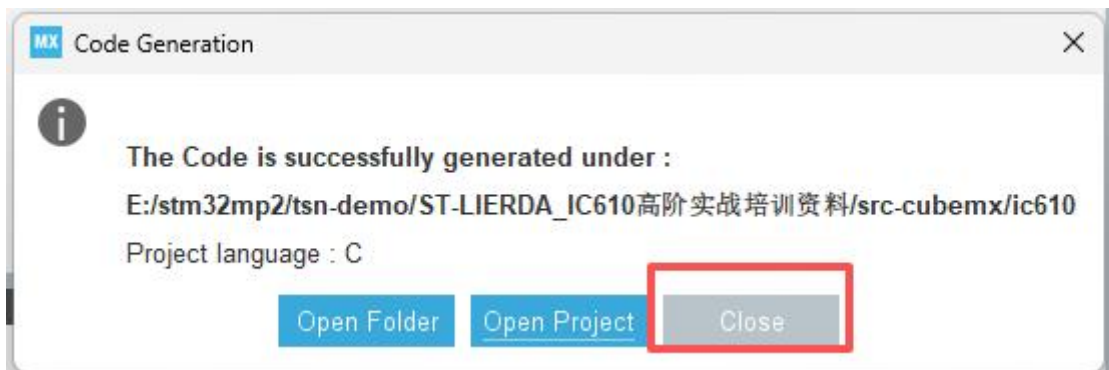 MX Code Generation
The Code is successfully generated under :
E:/stm32mp2/tsn-demo/ST-LIERDA_IC610高阶实战培训资料/src-cubemx/ic610
Project language : C
Open Folder Open Project Close